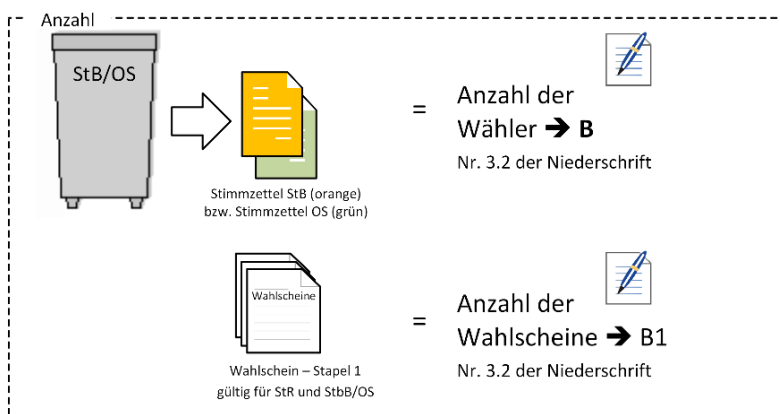 Anzahl
StB/OS
Stimmzettel StB (orange)
bzw. Stimmzettel OS (grün)
=
Anzahl der
Wähler ➔ B
Nr. 3.2 der Niederschrift
Wahlscheine
Wahlschein – Stapel 1
gültig für StR und StbB/OS
=
Anzahl der
Wahlscheine ➔ B1
Nr. 3.2 der Niederschrift